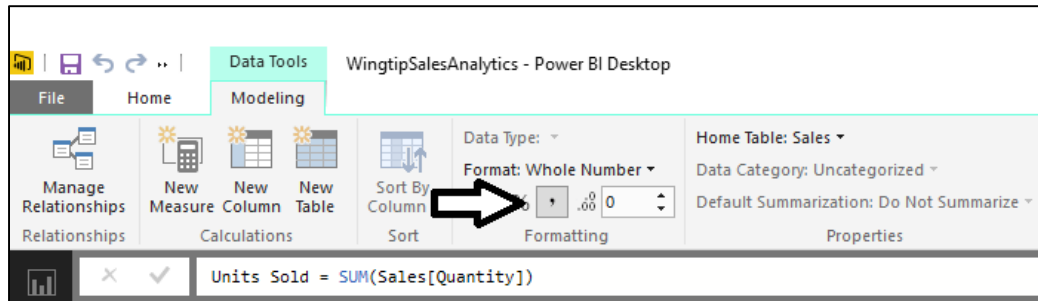 Data Tools
WingtipSalesAnalytics - Power BI Desktop
File
Home
Modeling
Manage
Relationships
New
Measure
New
Column
New
Table
Sort By
Column
Data Type:
Format: Whole Number
% , .00 0
Home Table: Sales
Data Category: Uncategorized
Default Summarization: Do Not Summarize
Relationships
Calculations
Sort
Formatting
Properties
Units Sold = SUM(Sales[Quantity])